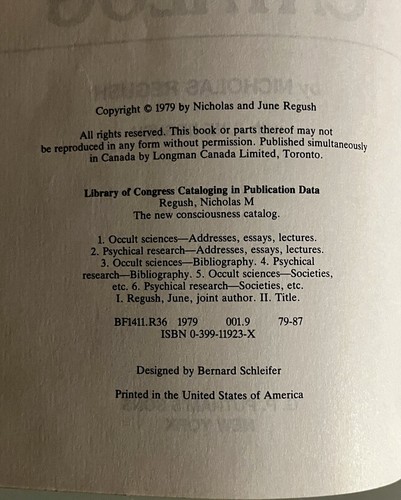 Copyright © 1979 by Nicholas and June Regush
All rights reserved. This book or parts thereof may not
be reproduced in any form without permission. Published simultaneously
in Canada by Longman Canada Limited, Toronto.
Library of Congress Cataloging in Publication Data
Regush, Nicholas M
The new consciousness catalog.
1. Occult sciences—Addresses, essays, lectures.
2. Psychical research—Addresses, essays, lectures.
3. Occult sciences—Bibliography. 4. Psychical
research—Bibliography. 5. Occult sciences—Societies,
etc. 6. Psychical research—Societies, etc.
I. Regush, June, joint author. II. Title.
BF1411.R36 1979 001.9 79-87
ISBN 0-399-11923-X
Designed by Bernard Schleifer
Printed in the United States of America